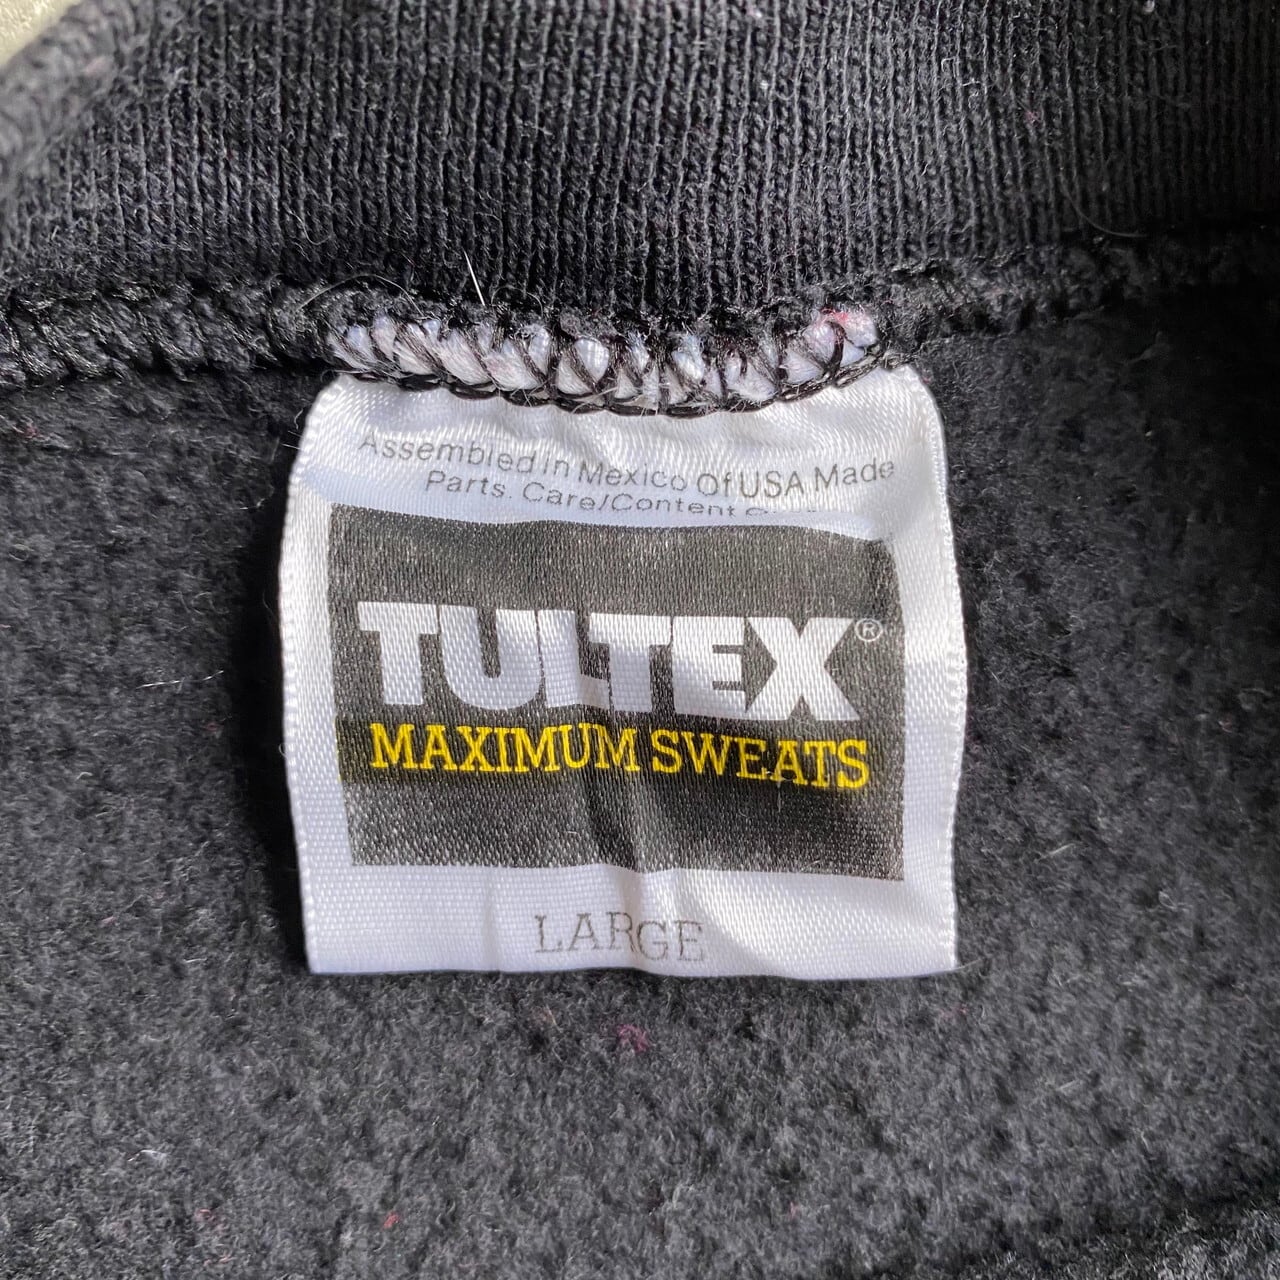 Assembled in Mexico Of USA Made
Parts. Care/Content
TULTEX®
MAXIMUM SWEATS
LARGE